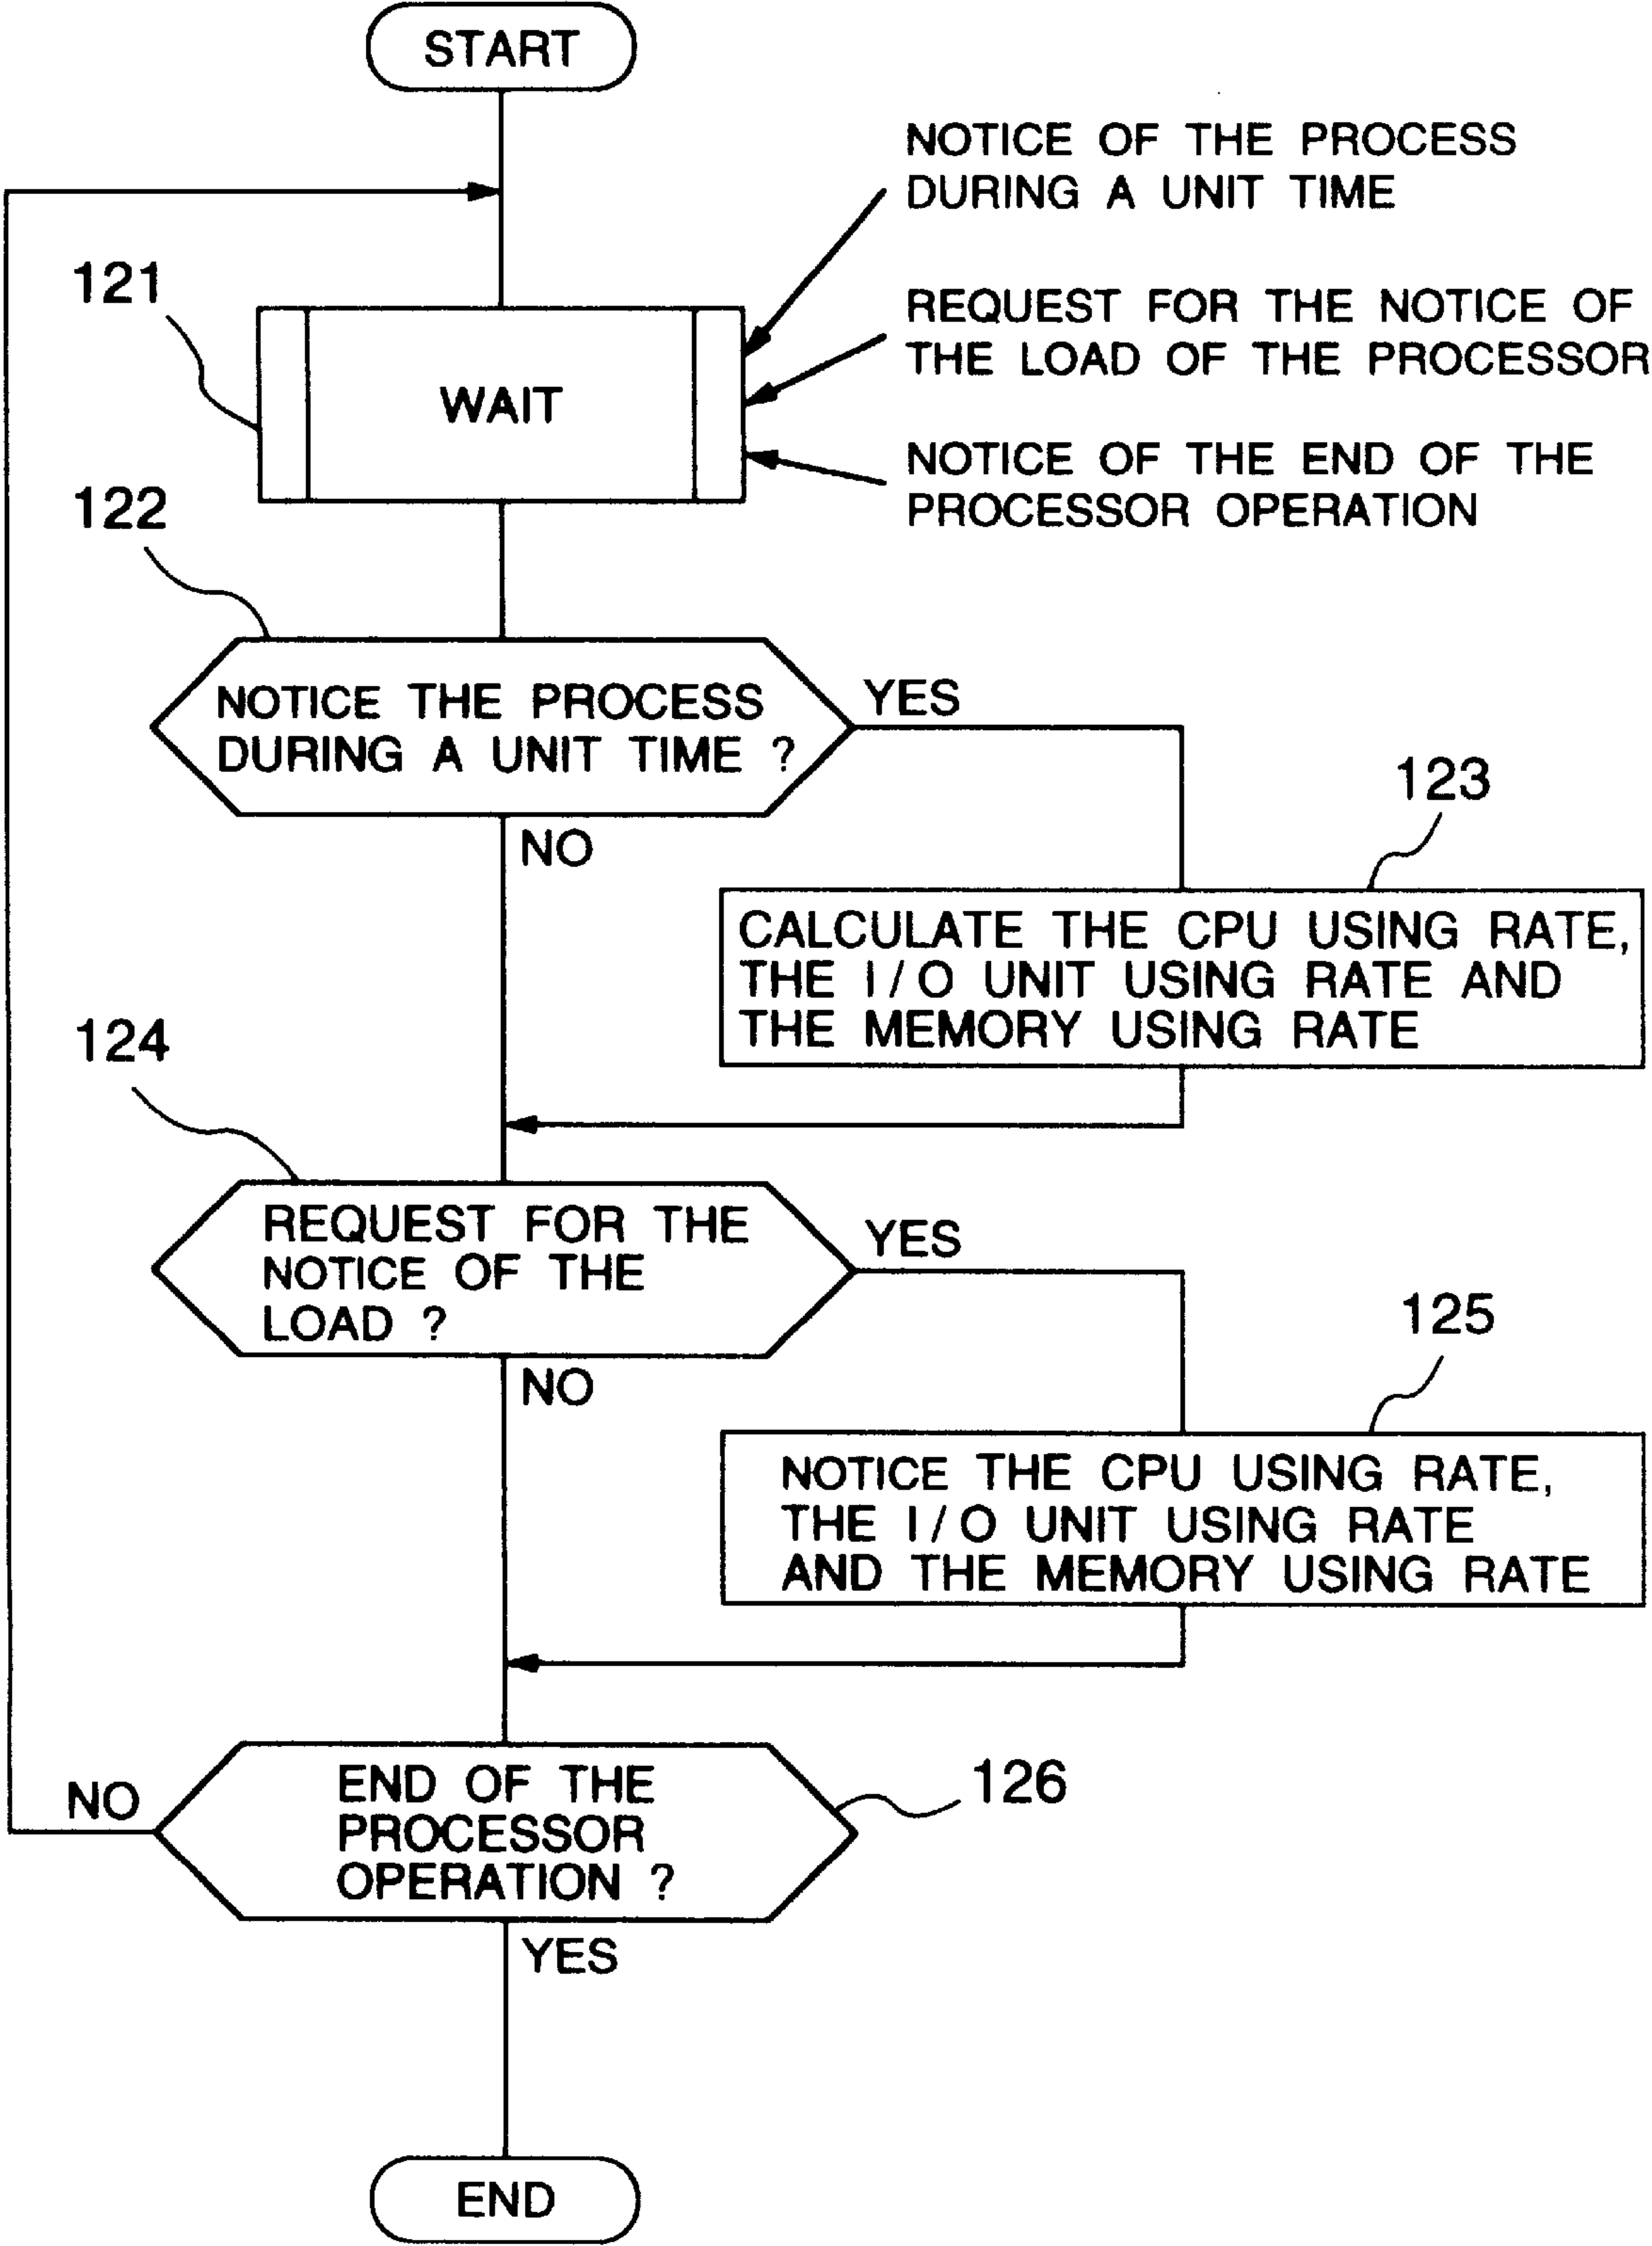 START
NOTICE OF THE PROCESS
DURING A UNIT TIME
121
REQUEST FOR THE NOTICE OF
THE LOAD OF THE PROCESSOR
WAIT
NOTICE OF THE END OF THE
PROCESSOR OPERATION
122
NOTICE THE PROCESS
DURING A UNIT TIME ?
YES
NO
123
CALCULATE THE CPU USING RATE,
THE I/O UNIT USING RATE AND
THE MEMORY USING RATE
124
REQUEST FOR THE
NOTICE OF THE
LOAD ?
YES
NO
125
NOTICE THE CPU USING RATE,
THE I/O UNIT USING RATE
AND THE MEMORY USING RATE
126
NO
END OF THE
PROCESSOR
OPERATION ?
YES
END